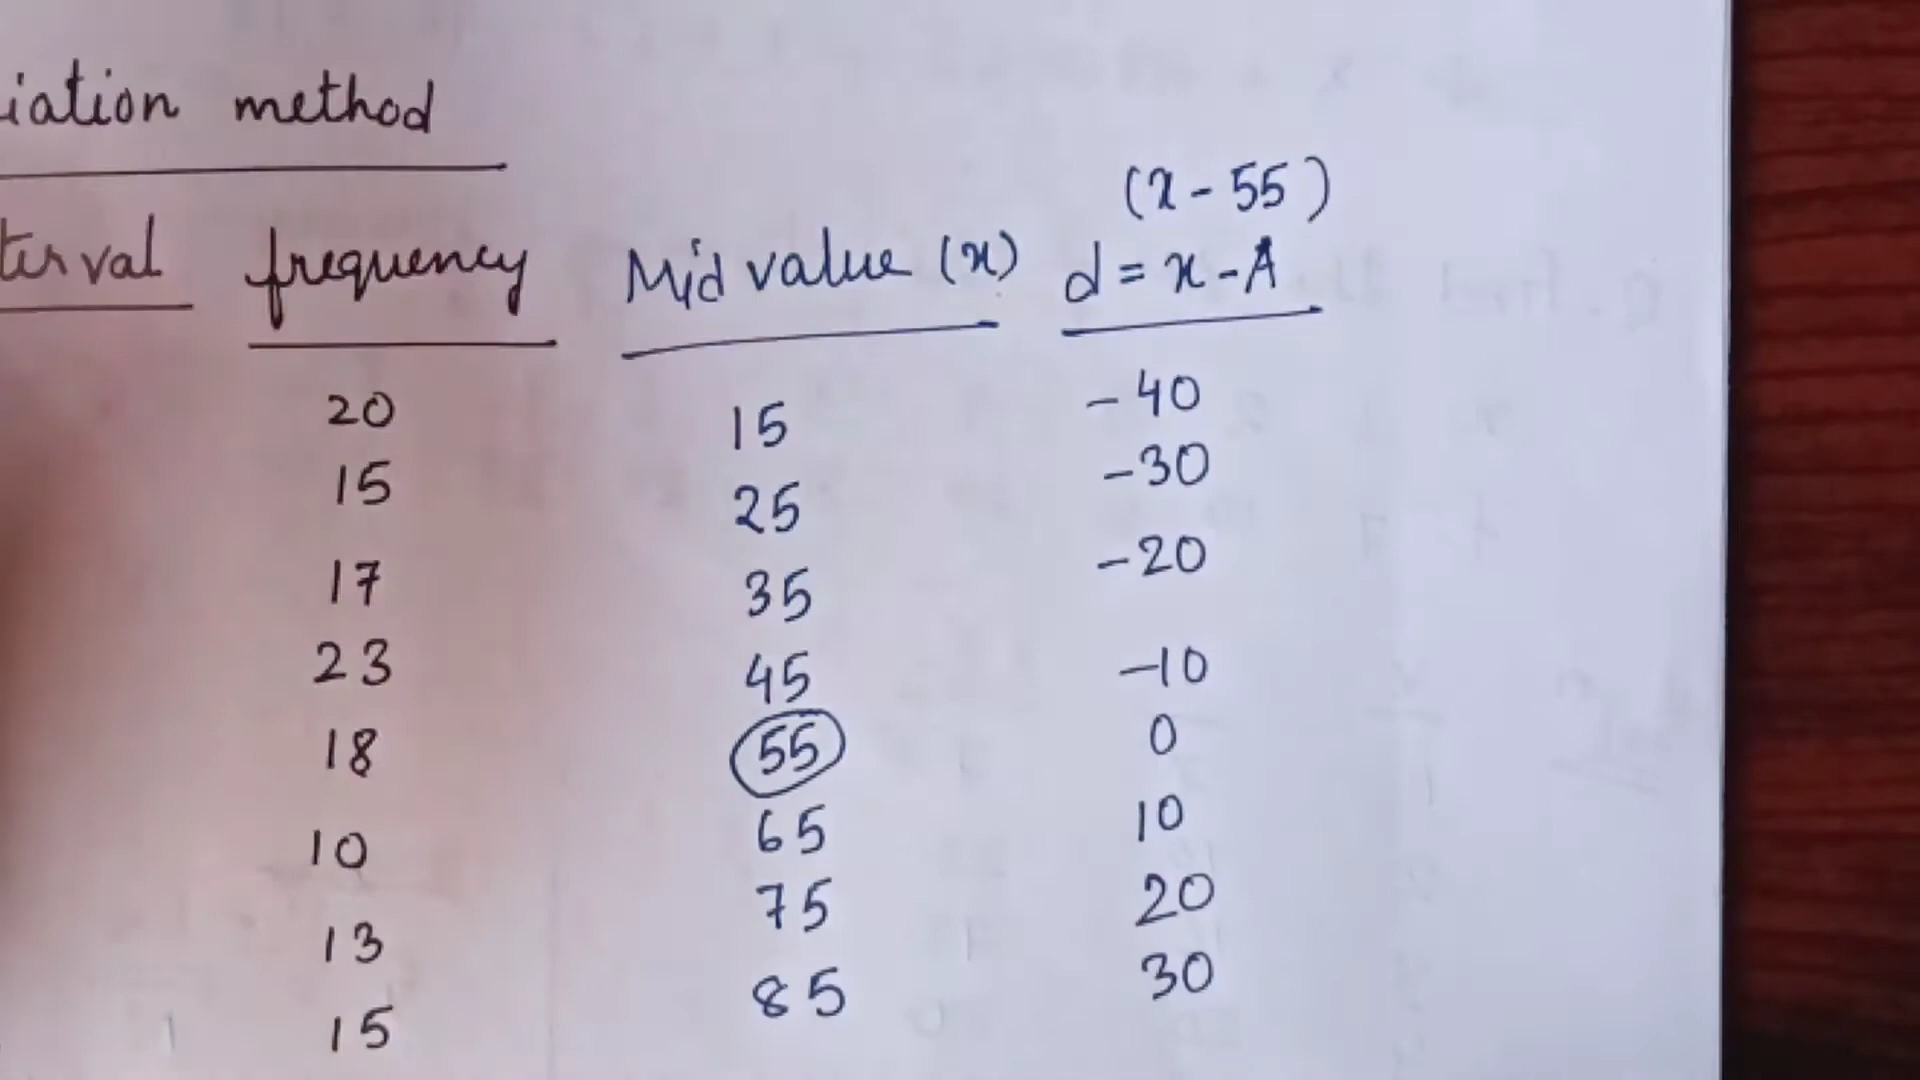 iation method
(x - 55)
terval frequency Mid value (x) d = x - A
20 15 -40
15 25 -30
17 35 -20
23 45 -10
18 55 0
10 65 10
13 75 20
15 85 30